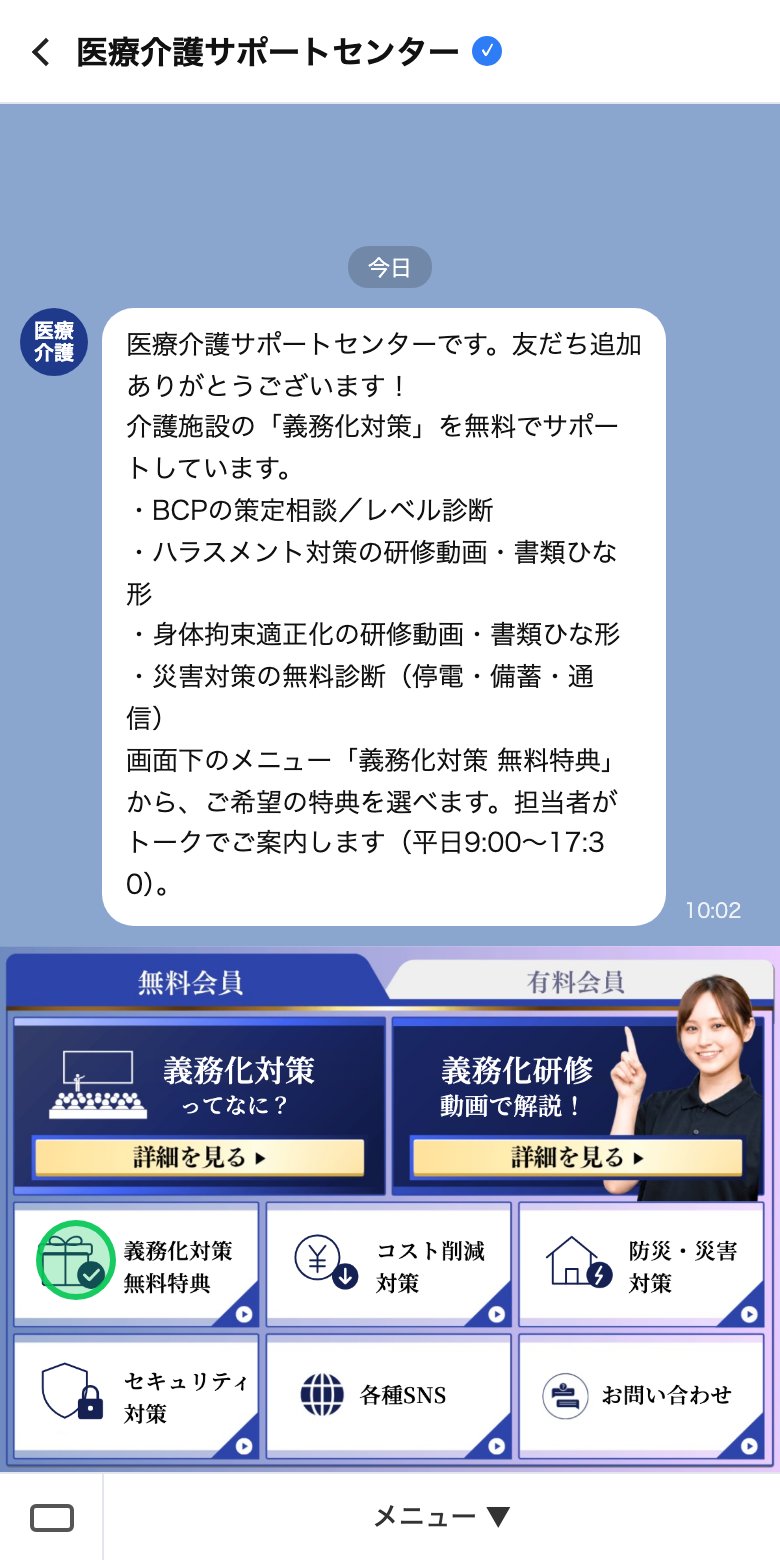 医療介護サポートセンター
今日
医療
介護
医療介護サポートセンターです。友だち追加
ありがとうございます！
介護施設の「義務化対策」を無料でサポー
トしています。
・BCPの策定相談／レベル診断
・ハラスメント対策の研修動画・書類ひな
形
・身体拘束適正化の研修動画・書類ひな形
・災害対策の無料診断（停電・備蓄・通
信）
画面下のメニュー「義務化対策 無料特典」
から、ご希望の特典を選べます。担当者が
トークでご案内します（平日9:00〜17:3
0）。
10:02
無料会員
有料会員
義務化対策
ってなに？
詳細を見る ▶
義務化研修
動画で解説！
詳細を見る ▶
義務化対策
無料特典
コスト削減
対策
防災・災害
対策
セキュリティ
対策
各種SNS
お問い合わせ
メニュー ▼